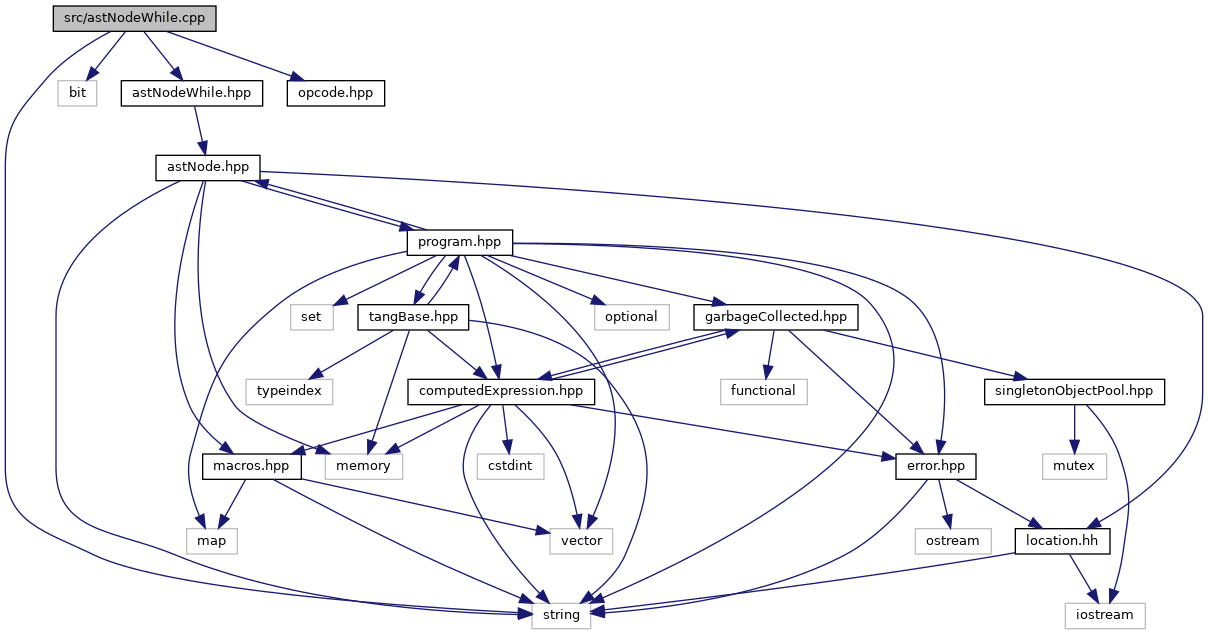 src/astNodeWhile.cpp
bit
astNodeWhile.hpp
opcode.hpp
astNode.hpp
program.hpp
set
tangBase.hpp
optional
garbageCollected.hpp
typeindex
computedExpression.hpp
functional
singletonObjectPool.hpp
macros.hpp
memory
cstdint
error.hpp
mutex
map
vector
ostream
location.hh
string
iostream